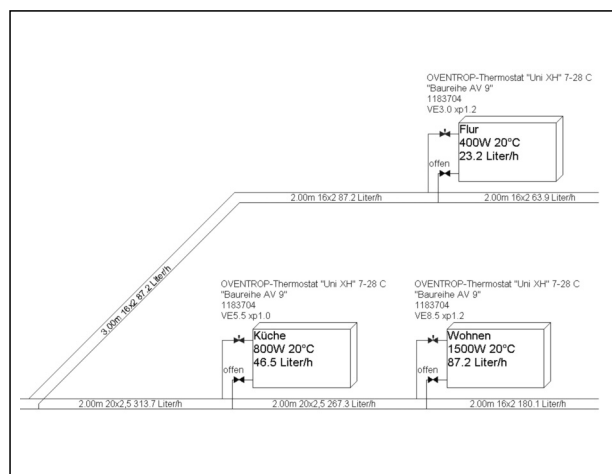 OVENTROP-Thermostat "Uni XH" 7-28 C
"Baureihe AV 9"
1183704
VE3.0 xp1.2
Flur
400W 20°C
23.2 Liter/h
offen
2.00m 16x2 87.2 Liter/h
2.00m 16x2 63.9 Liter/h
3.00m 16x2 87.2 Liter/h
OVENTROP-Thermostat "Uni XH" 7-28 C
"Baureihe AV 9"
1183704
VE5.5 xp1.0
Küche
800W 20°C
46.5 Liter/h
offen
OVENTROP-Thermostat "Uni XH" 7-28 C
"Baureihe AV 9"
1183704
VE8.5 xp1.2
Wohnen
1500W 20°C
87.2 Liter/h
offen
2.00m 20x2,5 313.7 Liter/h
2.00m 20x2,5 267.3 Liter/h
2.00m 16x2 180.1 Liter/h